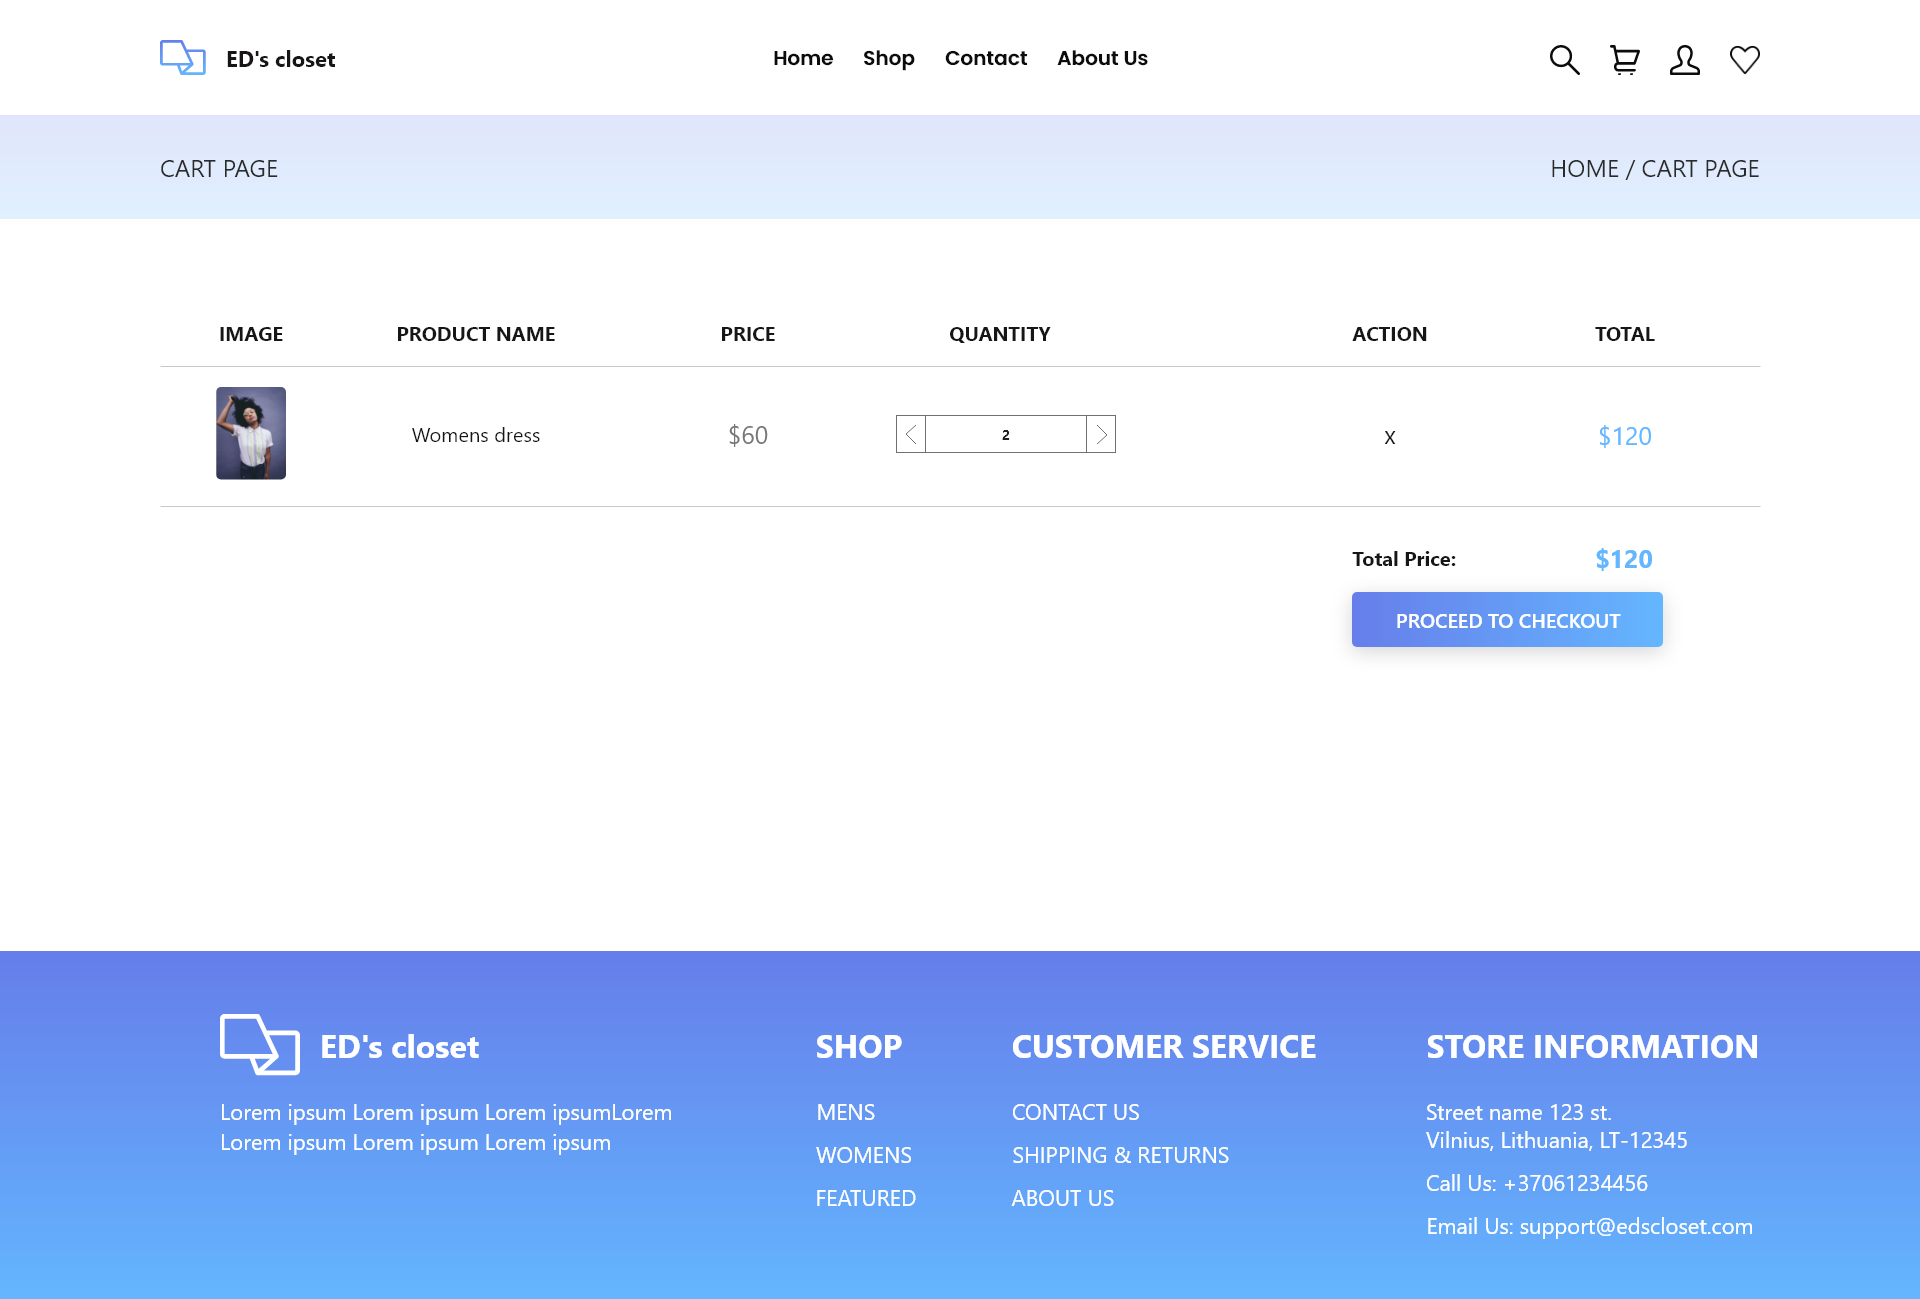 ED's closet
Home Shop Contact About Us
CART PAGE
HOME / CART PAGE
IMAGE PRODUCT NAME PRICE QUANTITY ACTION TOTAL
Womens dress $60 2 X $120
Total Price: $120
PROCEED TO CHECKOUT
ED's closet
Lorem ipsum Lorem ipsum Lorem ipsumLorem
Lorem ipsum Lorem ipsum Lorem ipsum
SHOP
MENS
WOMENS
FEATURED
CUSTOMER SERVICE
CONTACT US
SHIPPING & RETURNS
ABOUT US
STORE INFORMATION
Street name 123 st.
Vilnius, Lithuania, LT-12345
Call Us: +37061234456
Email Us: support@edscloset.com